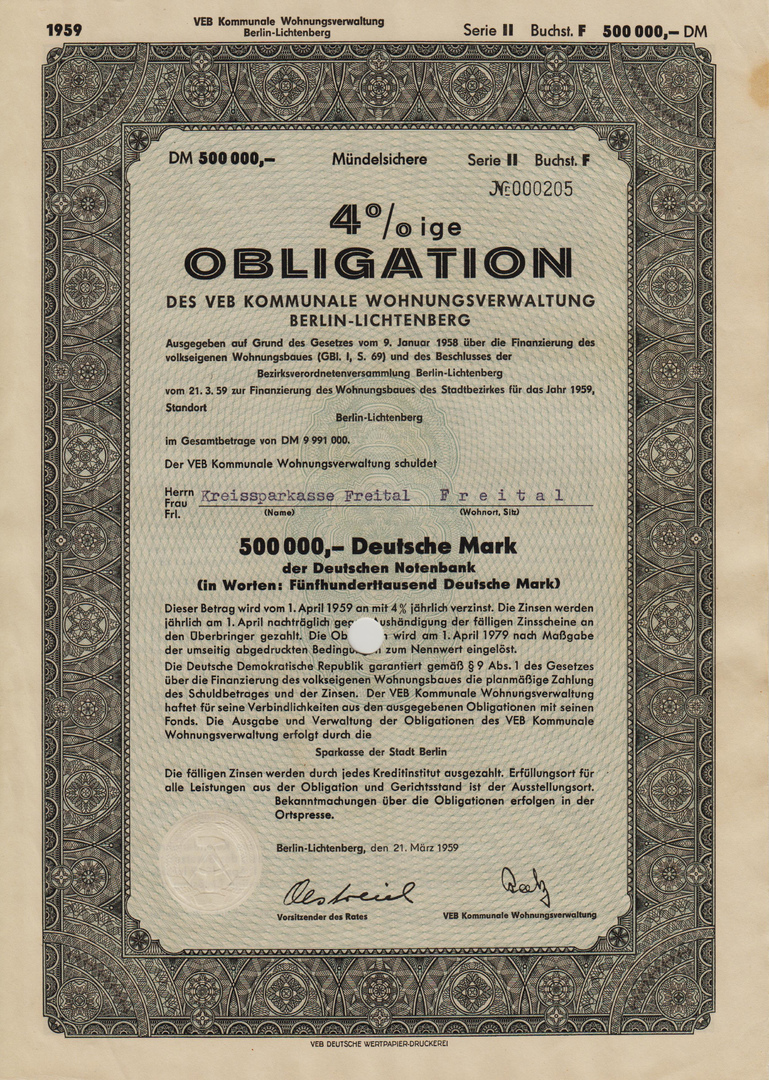 1959
VEB Kommunale Wohnungsverwaltung
Berlin-Lichtenberg
Serie II Buchst. F 500 000,— DM
DM 500 000,— Mündelsichere Serie II Buchst. F
№ 000205
4%ige
OBLIGATION
DES VEB KOMMUNALE WOHNUNGSVERWALTUNG
BERLIN-LICHTENBERG
Ausgegeben auf Grund des Gesetzes vom 9. Januar 1958 über die Finanzierung des
volkseigenen Wohnungsbaues (GBl. I, S. 69) und des Beschlusses der
Bezirksverordnetenversammlung Berlin-Lichtenberg
vom 21. 3. 59 zur Finanzierung des Wohnungsbaues des Stadtbezirkes für das Jahr 1959,
Standort
Berlin-Lichtenberg
im Gesamtbetrage von DM 9 991 000.
Der VEB Kommunale Wohnungsverwaltung schuldet
Herrn
Frau Kreissparkasse Freital Freital
Frl. (Name) (Wohnort, Sitz)
500 000,— Deutsche Mark
der Deutschen Notenbank
(in Worten: Fünfhunderttausend Deutsche Mark)
Dieser Betrag wird vom 1. April 1959 an mit 4% jährlich verzinst. Die Zinsen werden
jährlich am 1. April nachträglich geg ushändigung der fälligen Zinsscheine an
den Überbringer gezahlt. Die Ob n wird am 1. April 1979 nach Maßgabe
der umseitig abgedruckten Bedingu n zum Nennwert eingelöst.
Die Deutsche Demokratische Republik garantiert gemäß § 9 Abs. 1 des Gesetzes
über die Finanzierung des volkseigenen Wohnungsbaues die planmäßige Zahlung
des Schuldbetrages und der Zinsen. Der VEB Kommunale Wohnungsverwaltung
haftet für seine Verbindlichkeiten aus den ausgegebenen Obligationen mit seinen
Fonds. Die Ausgabe und Verwaltung der Obligationen des VEB Kommunale
Wohnungsverwaltung erfolgt durch die
Sparkasse der Stadt Berlin
Die fälligen Zinsen werden durch jedes Kreditinstitut ausgezahlt. Erfüllungsort für
alle Leistungen aus der Obligation und Gerichtsstand ist der Ausstellungsort.
Bekanntmachungen über die Obligationen erfolgen in der
Ortspresse.
Berlin-Lichtenberg, den 21. März 1959
Vorsitzender des Rates VEB Kommunale Wohnungsverwaltung
VEB DEUTSCHE WERTPAPIER-DRUCKEREI